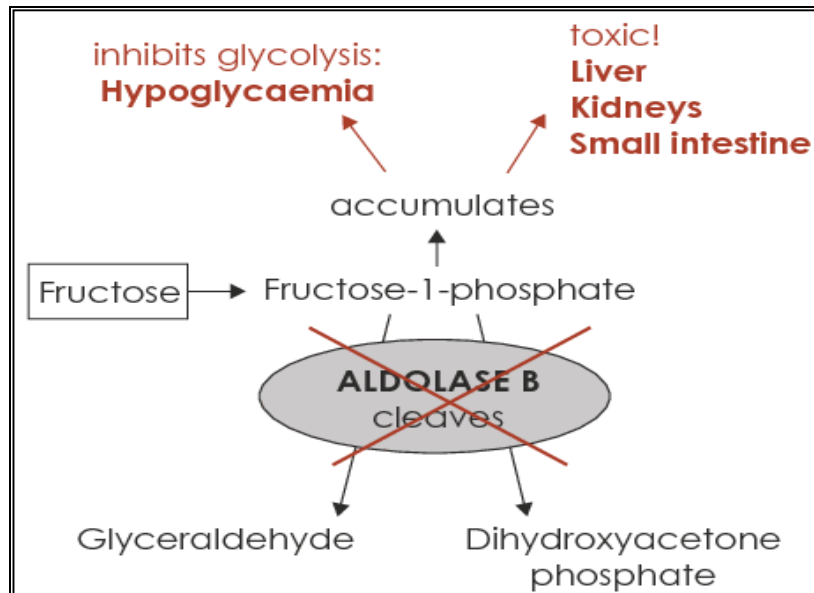 inhibits glycolysis:
Hypoglycaemia
toxic!
Liver
Kidneys
Small intestine
accumulates
Fructose
Fructose-1-phosphate
ALDOLASE B
cleaves
Glyceraldehyde
Dihydroxyacetone
phosphate